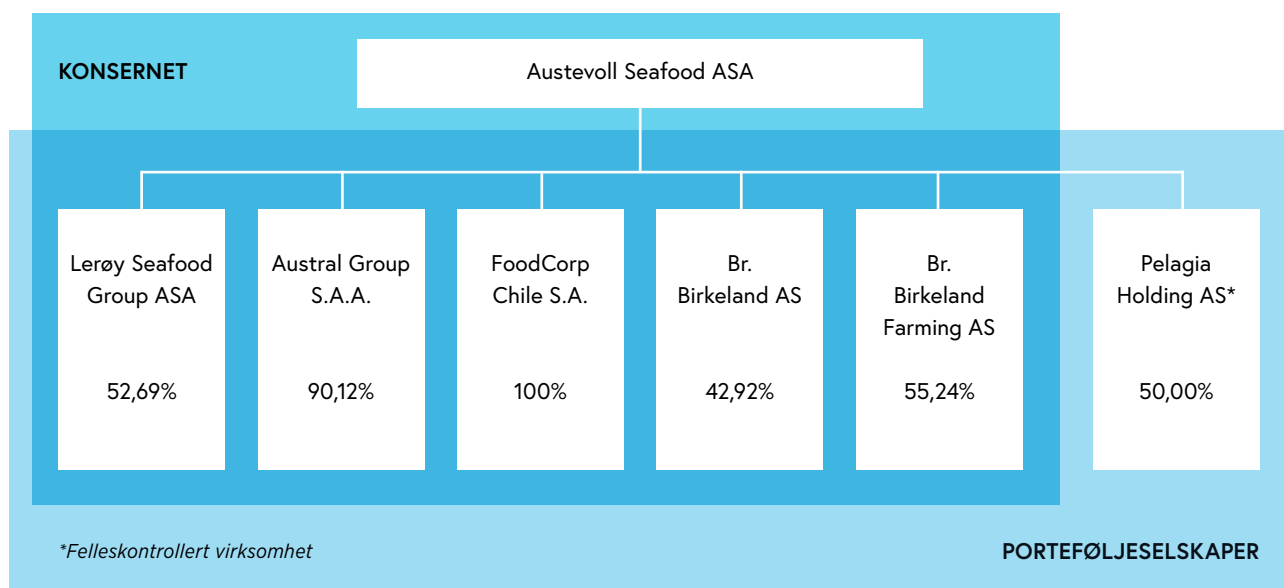 KONSERNET
Austevoll Seafood ASA
Lerøy Seafood
Group ASA
52,69%
Austral Group
S.A.A.
90,12%
FoodCorp
Chile S.A.
100%
Br.
Birkeland AS
42,92%
Br.
Birkeland
Farming AS
55,24%
Pelagia
Holding AS*
50,00%
*Felleskontrollert virksomhet
PORTEFØLJESELSKAPER